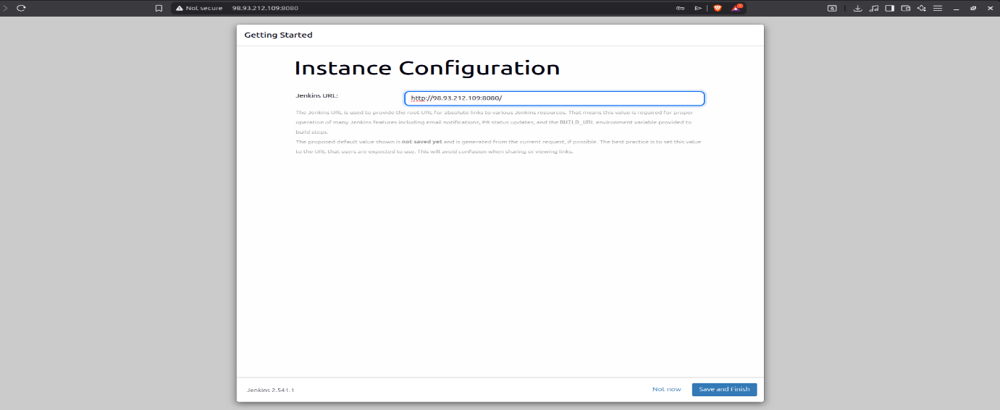 Not secure 98.93.212.109:8080
Getting Started
Instance Configuration
Jenkins URL: http://98.93.212.109:8080/
The Jenkins URL is used to provide the root URL for absolute links to various Jenkins resources. That means this value is required for proper
operation of many Jenkins features including email notifications, PR status updates, and the BUILD_URL environment variable provided to
build steps.
The proposed default value shown is not saved yet and is generated from the current request, if possible. The best practice is to set this value
to the URL that users are expected to use. This will avoid confusion when sharing or viewing links.
Jenkins 2.541.1 Not now Save and Finish